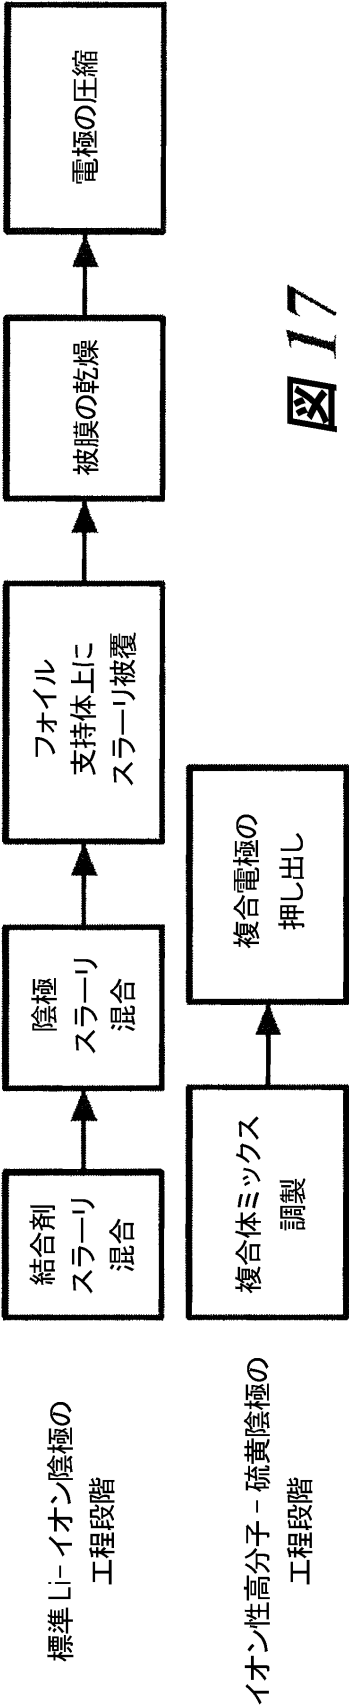 標準Li-イオン陰極の
工程段階
結合剤
スラーリ
混合
陰極
スラーリ
混合
フォイル
支持体上に
スラーリ被覆
被膜の乾燥
電極の圧縮
イオン性高分子-硫黄陰極の
工程段階
複合体ミックス
調製
複合電極の
押し出し
図17